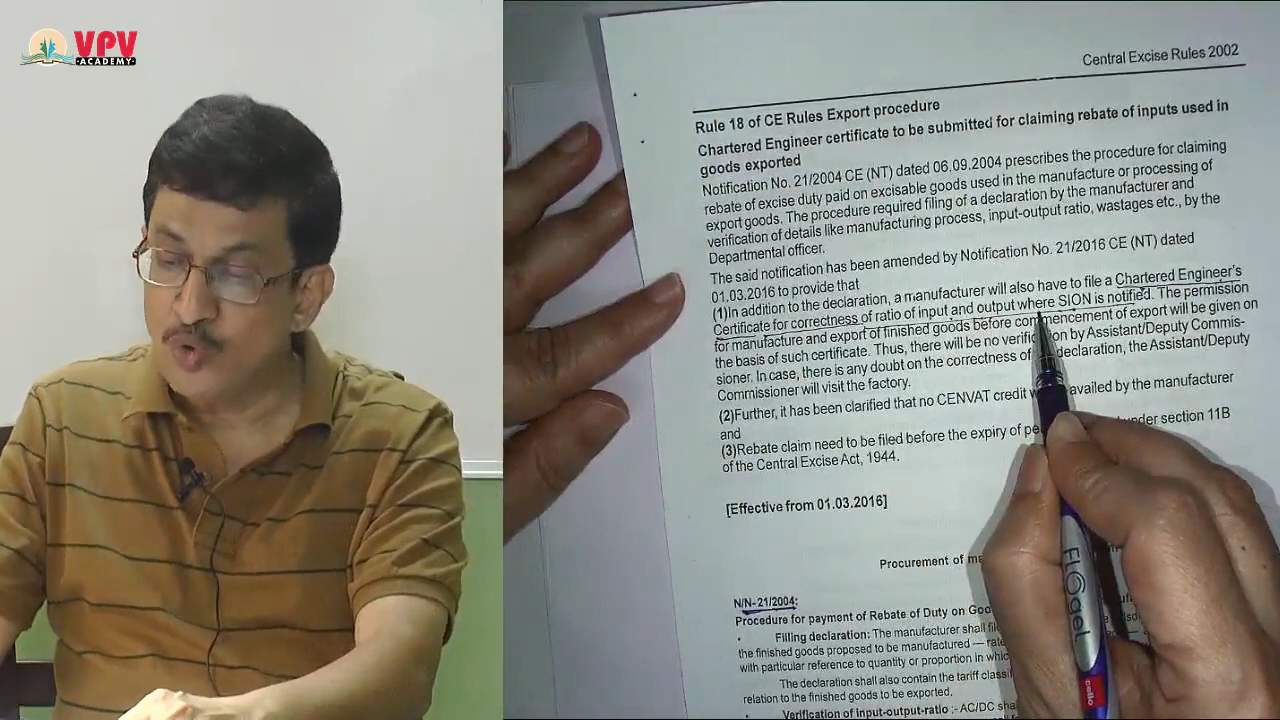 VPV
ACADEMY
Central Excise Rules 2002
Rule 18 of CE Rules Export procedure
Chartered Engineer certificate to be submitted for claiming rebate of inputs used in
goods exported
Notification No. 21/2004 CE (NT) dated 06.09.2004 prescribes the procedure for claiming
rebate of excise duty paid on excisable goods used in the manufacture or processing of
export goods. The procedure required filing of a declaration by the manufacturer and
verification of details like manufacturing process, input-output ratio, wastages etc., by the
Departmental officer.
The said notification has been amended by Notification No. 21/2016 CE (NT) dated
01.03.2016 to provide that
(1)In addition to the declaration, a manufacturer will also have to file a Chartered Engineer's
Certificate for correctness of ratio of input and output where SION is notified. The permission
for manufacture and export of finished goods before commencement of export will be given on
the basis of such certificate. Thus, there will be no by Assistant/Deputy Commis-
sioner. In case, there is any doubt on the correctness of declaration, the Assistant/Deputy
Commissioner will visit the factory.
(2)Further, it has been clarified that no CENVAT credit availed by the manufacturer
and
(3)Rebate claim need to be filed before the expiry of under section 11B
of the Central Excise Act, 1944.
[Effective from 01.03.2016]
Procurement of
N/N-21/2004:
Procedure for payment of Rebate of Duty on
• Filling declaration: The manufacturer shall
the finished goods proposed to be manufactured —
with particular reference to quantity or proportion in
The declaration shall also contain the tariff
relation to the finished goods to be exported.
• Verification of input-output-ratio :- AC/DC
FLOgel
cello